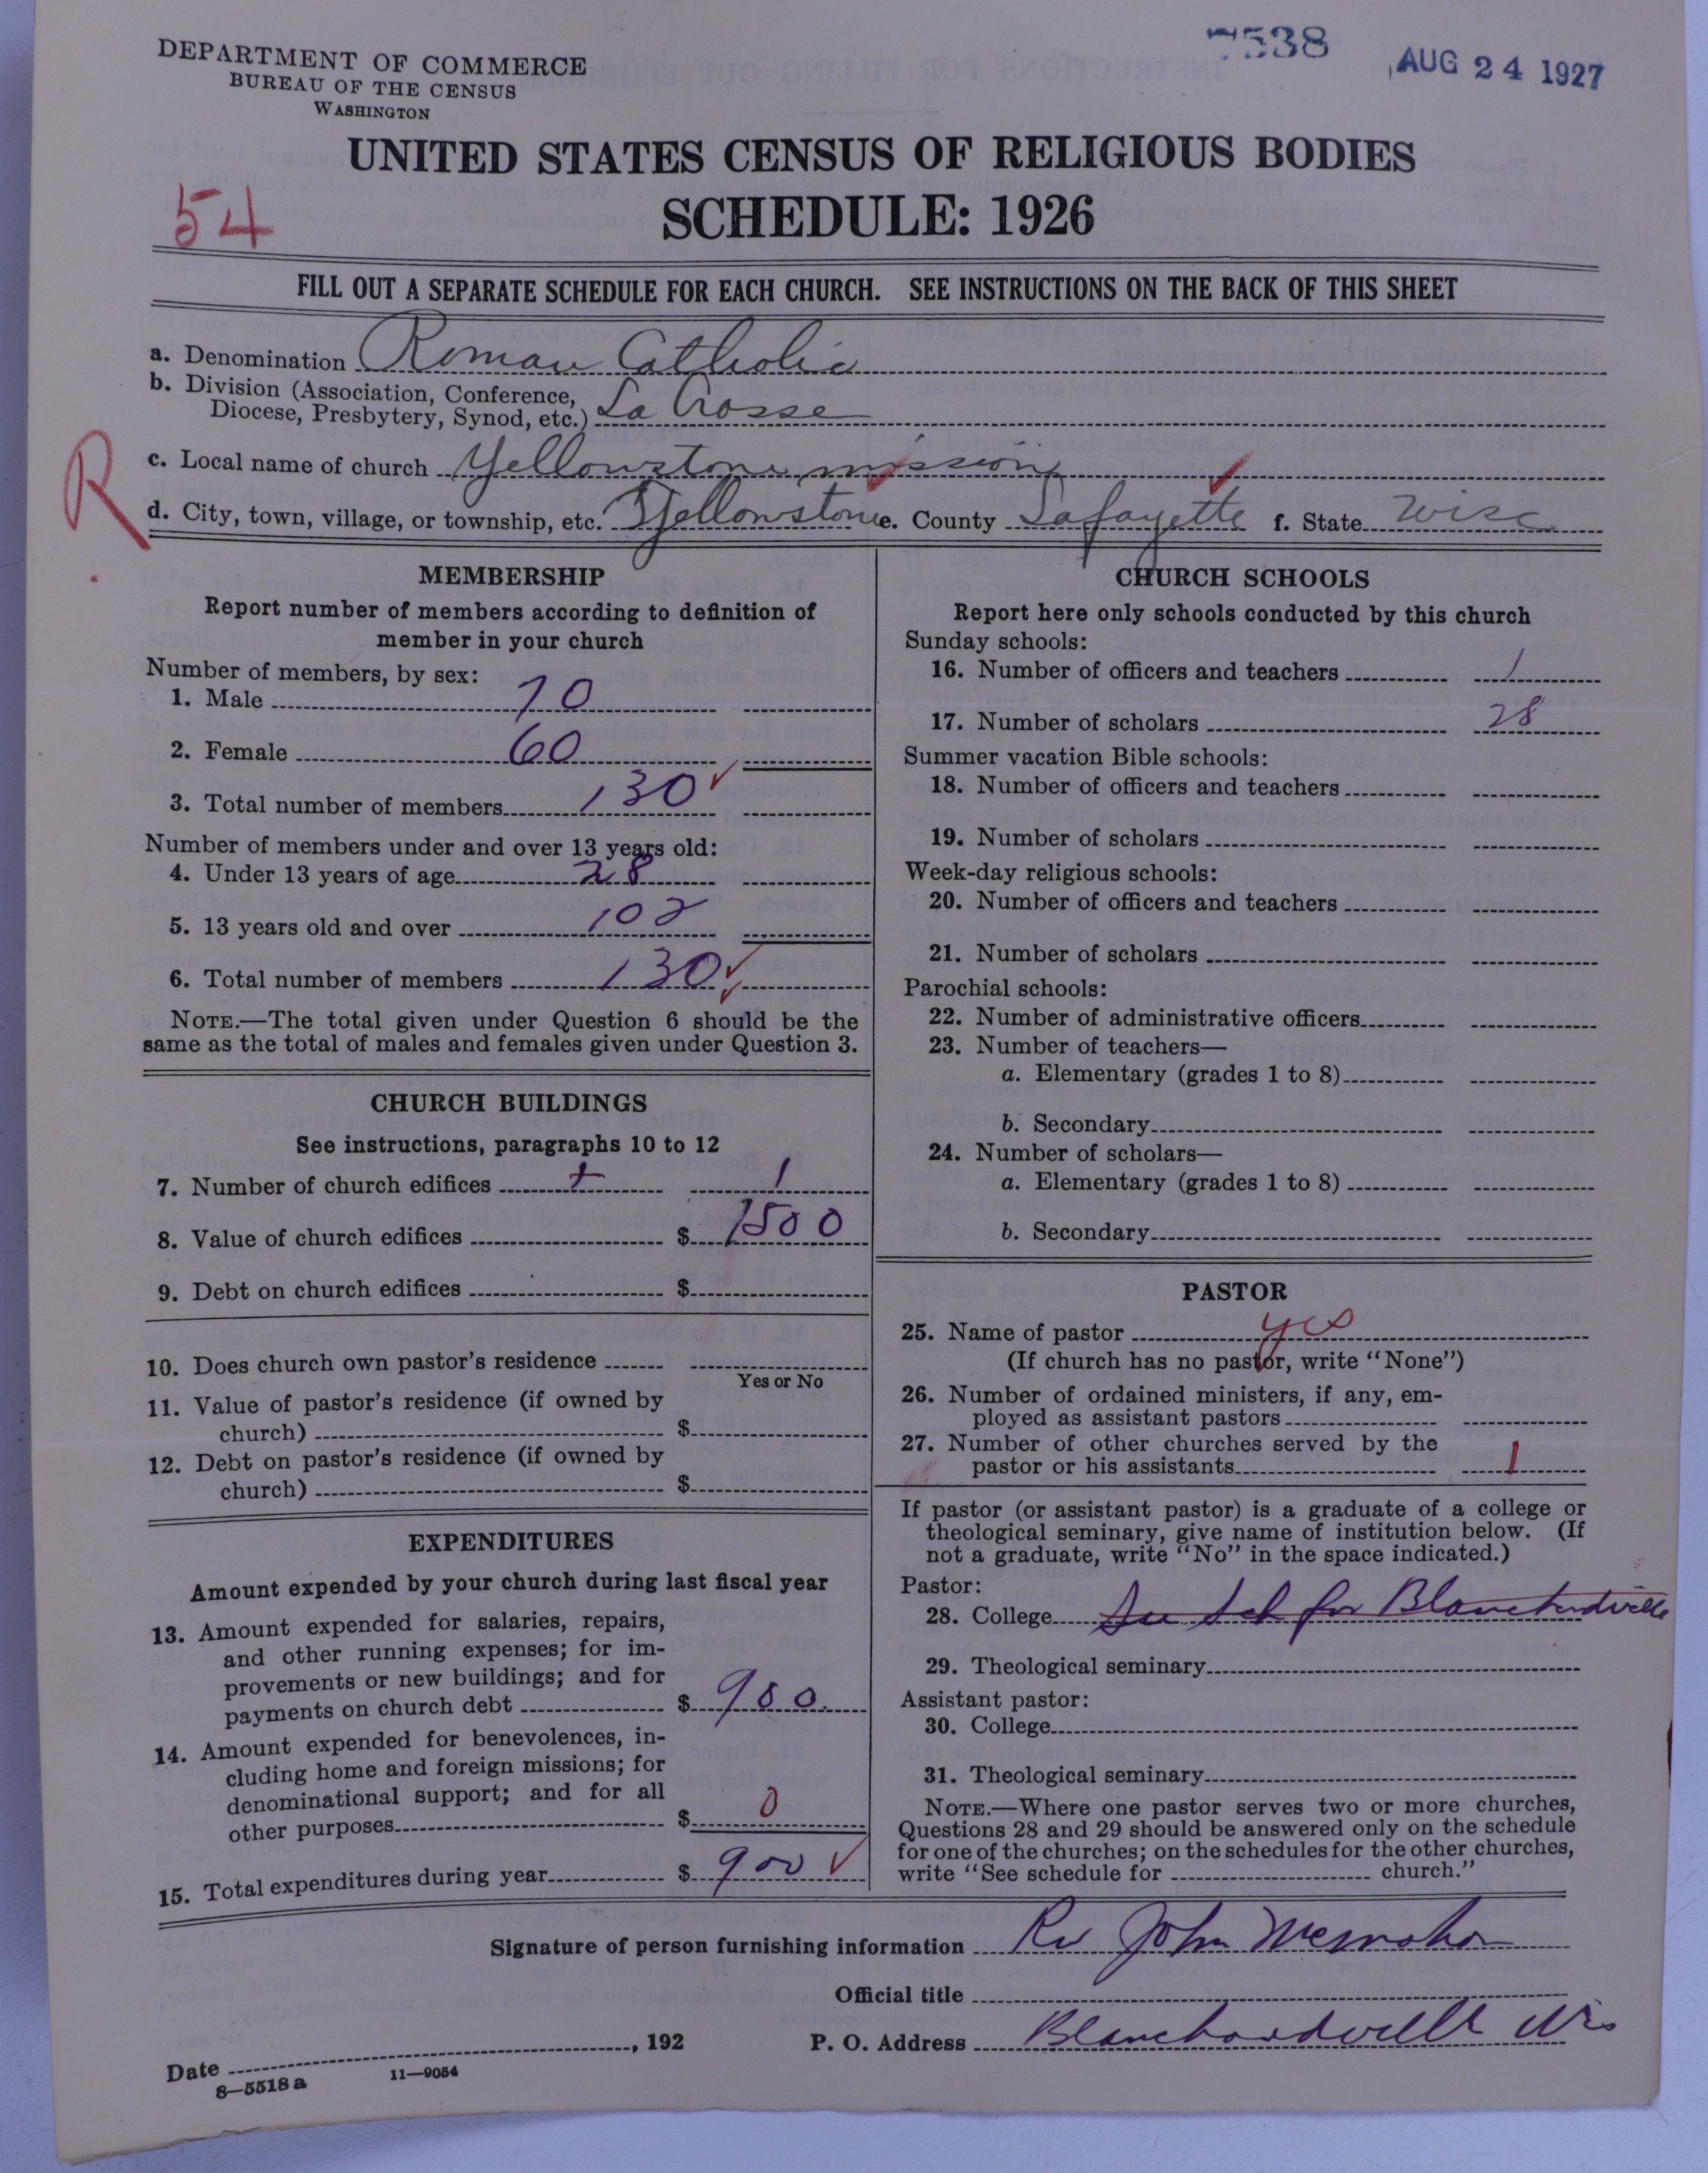 DEPARTMENT OF COMMERCE
BUREAU OF THE CENSUS
WASHINGTON
7538
AUG 24 1927
UNITED STATES CENSUS OF RELIGIOUS BODIES
SCHEDULE: 1926
54
FILL OUT A SEPARATE SCHEDULE FOR EACH CHURCH. SEE INSTRUCTIONS ON THE BACK OF THIS SHEET
a. Denomination Roman Catholic
b. Division (Association, Conference,
Diocese, Presbytery, Synod, etc.) La Crosse
R
c. Local name of church Yellowstone mission
d. City, town, village, or township, etc. Yellowstone e. County Lafayette f. State Wisc
MEMBERSHIP
Report number of members according to definition of
member in your church
Number of members, by sex:
1. Male 70
2. Female 60
3. Total number of members 130
Number of members under and over 13 years old:
4. Under 13 years of age 28
5. 13 years old and over 102
6. Total number of members 130
NOTE.—The total given under Question 6 should be the
same as the total of males and females given under Question 3.
CHURCH BUILDINGS
See instructions, paragraphs 10 to 12
7. Number of church edifices 1 1
8. Value of church edifices $ 7500
9. Debt on church edifices $
10. Does church own pastor's residence
Yes or No
11. Value of pastor's residence (if owned by
church) $
12. Debt on pastor's residence (if owned by
church) $
EXPENDITURES
Amount expended by your church during last fiscal year
13. Amount expended for salaries, repairs,
and other running expenses; for im-
provements or new buildings; and for
payments on church debt $ 900.
14. Amount expended for benevolences, in-
cluding home and foreign missions; for
denominational support; and for all
other purposes $ 0
15. Total expenditures during year $ 900
CHURCH SCHOOLS
Report here only schools conducted by this church
Sunday schools:
16. Number of officers and teachers 1
17. Number of scholars 28
Summer vacation Bible schools:
18. Number of officers and teachers
19. Number of scholars
Week-day religious schools:
20. Number of officers and teachers
21. Number of scholars
Parochial schools:
22. Number of administrative officers
23. Number of teachers—
a. Elementary (grades 1 to 8)
b. Secondary
24. Number of scholars—
a. Elementary (grades 1 to 8)
b. Secondary
PASTOR
25. Name of pastor yes
(If church has no pastor, write "None")
26. Number of ordained ministers, if any, em-
ployed as assistant pastors
27. Number of other churches served by the
pastor or his assistants 1
If pastor (or assistant pastor) is a graduate of a college or
theological seminary, give name of institution below. (If
not a graduate, write "No" in the space indicated.)
Pastor:
28. College See Sch for Blanchardville
29. Theological seminary
Assistant pastor:
30. College
31. Theological seminary
NOTE.—Where one pastor serves two or more churches,
Questions 28 and 29 should be answered only on the schedule
for one of the churches; on the schedules for the other churches,
write "See schedule for church."
Signature of person furnishing information Rev John McMahon
Official title
Date , 192 P. O. Address Blanchardville Wis
8—5518 a 11—9054